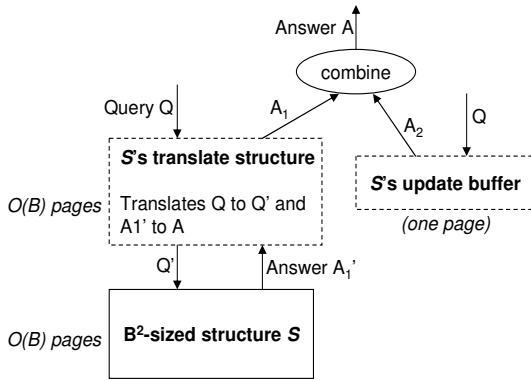 Answer A
combine
Query Q
A1
A2
Q
S's translate structure
Translates Q to Q' and
A1' to A
O(B) pages
S's update buffer
(one page)
Q'
Answer A1'
O(B) pages
B²-sized structure S